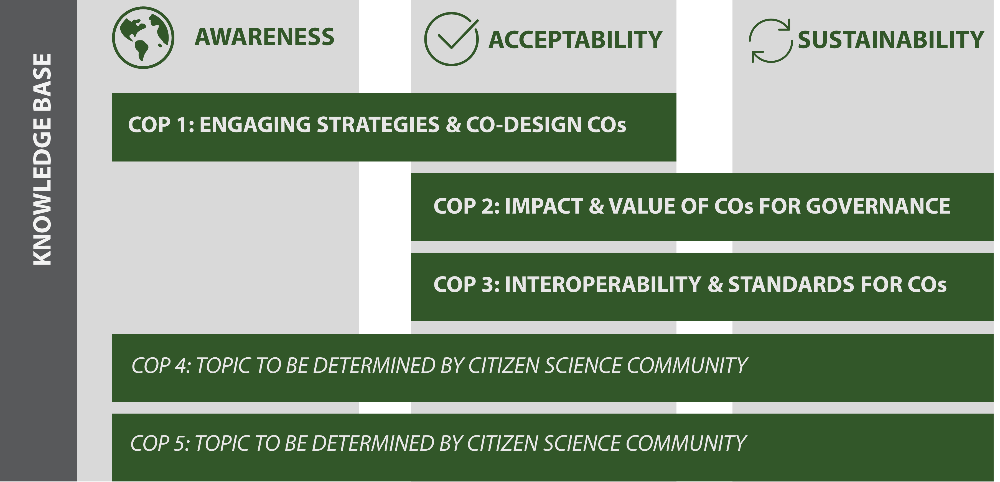 KNOWLEDGE BASE
AWARENESS
ACCEPTABILITY
SUSTAINABILITY
COP 1: ENGAGING STRATEGIES & CO-DESIGN COs
COP 2: IMPACT & VALUE OF COs FOR GOVERNANCE
COP 3: INTEROPERABILITY & STANDARDS FOR COs
COP 4: TOPIC TO BE DETERMINED BY CITIZEN SCIENCE COMMUNITY
COP 5: TOPIC TO BE DETERMINED BY CITIZEN SCIENCE COMMUNITY